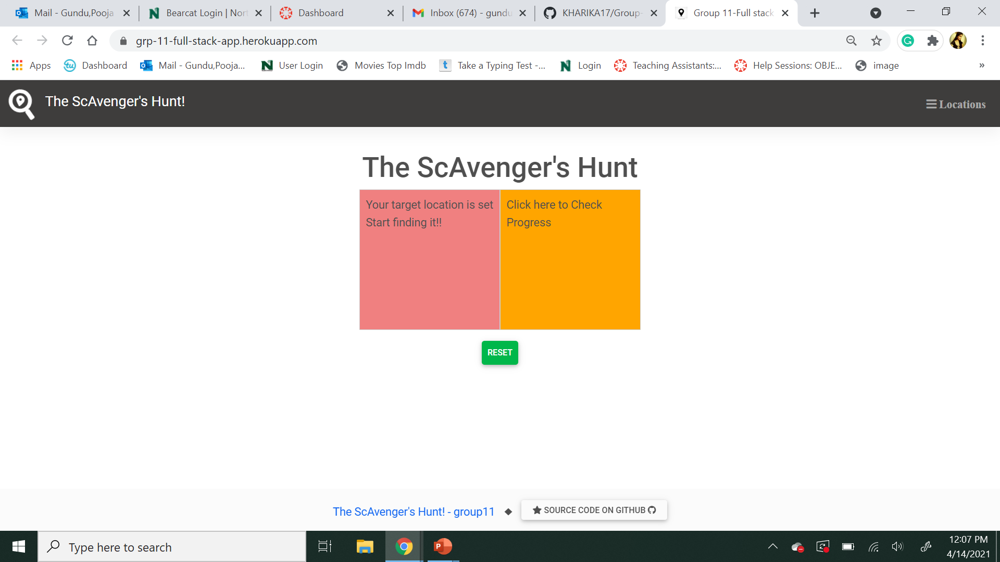 Mail - Gundu,Pooja
Bearcat Login | Nort
Dashboard
Inbox (674) - gundu
KHARIKA17/Group-
Group 11-Full stack
grp-11-full-stack-app.herokuapp.com
Apps
Dashboard
Mail - Gundu,Pooja...
User Login
Movies Top Imdb
Take a Typing Test -...
Login
Teaching Assistants:...
Help Sessions: OBJE...
image
»
The ScAvenger's Hunt!
Locations
The ScAvenger's Hunt
Your target location is set
Start finding it!!
Click here to Check
Progress
RESET
The ScAvenger's Hunt! - group11
SOURCE CODE ON GITHUB
Type here to search
12:07 PM
4/14/2021